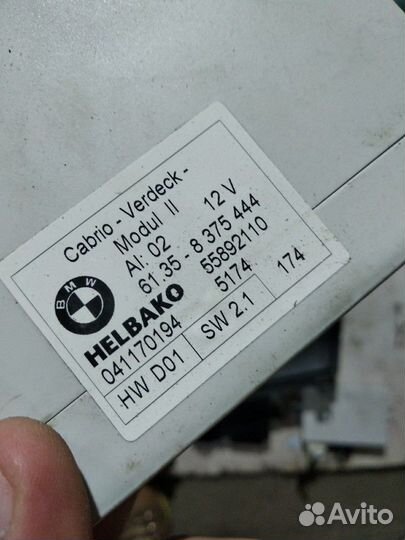 Cabrio - Verdeck -
Modul II
AI: 02 12 V
61.35 - 8 375 444
BMW
HELBAKO 55892110
041170194 5174
HW D01 SW 2.1 174
Avito